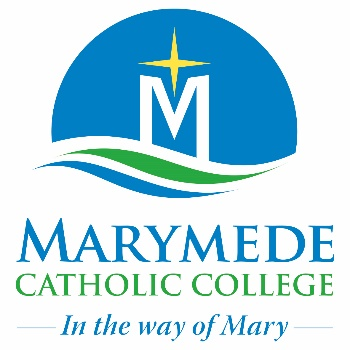 M
MARYMEDE
CATHOLIC COLLEGE
In the way of Mary